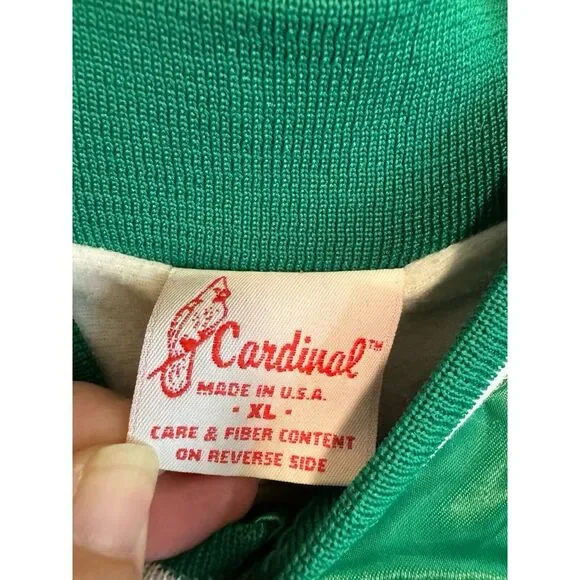 Cardinal™
MADE IN U.S.A.
- XL -
CARE & FIBER CONTENT
ON REVERSE SIDE